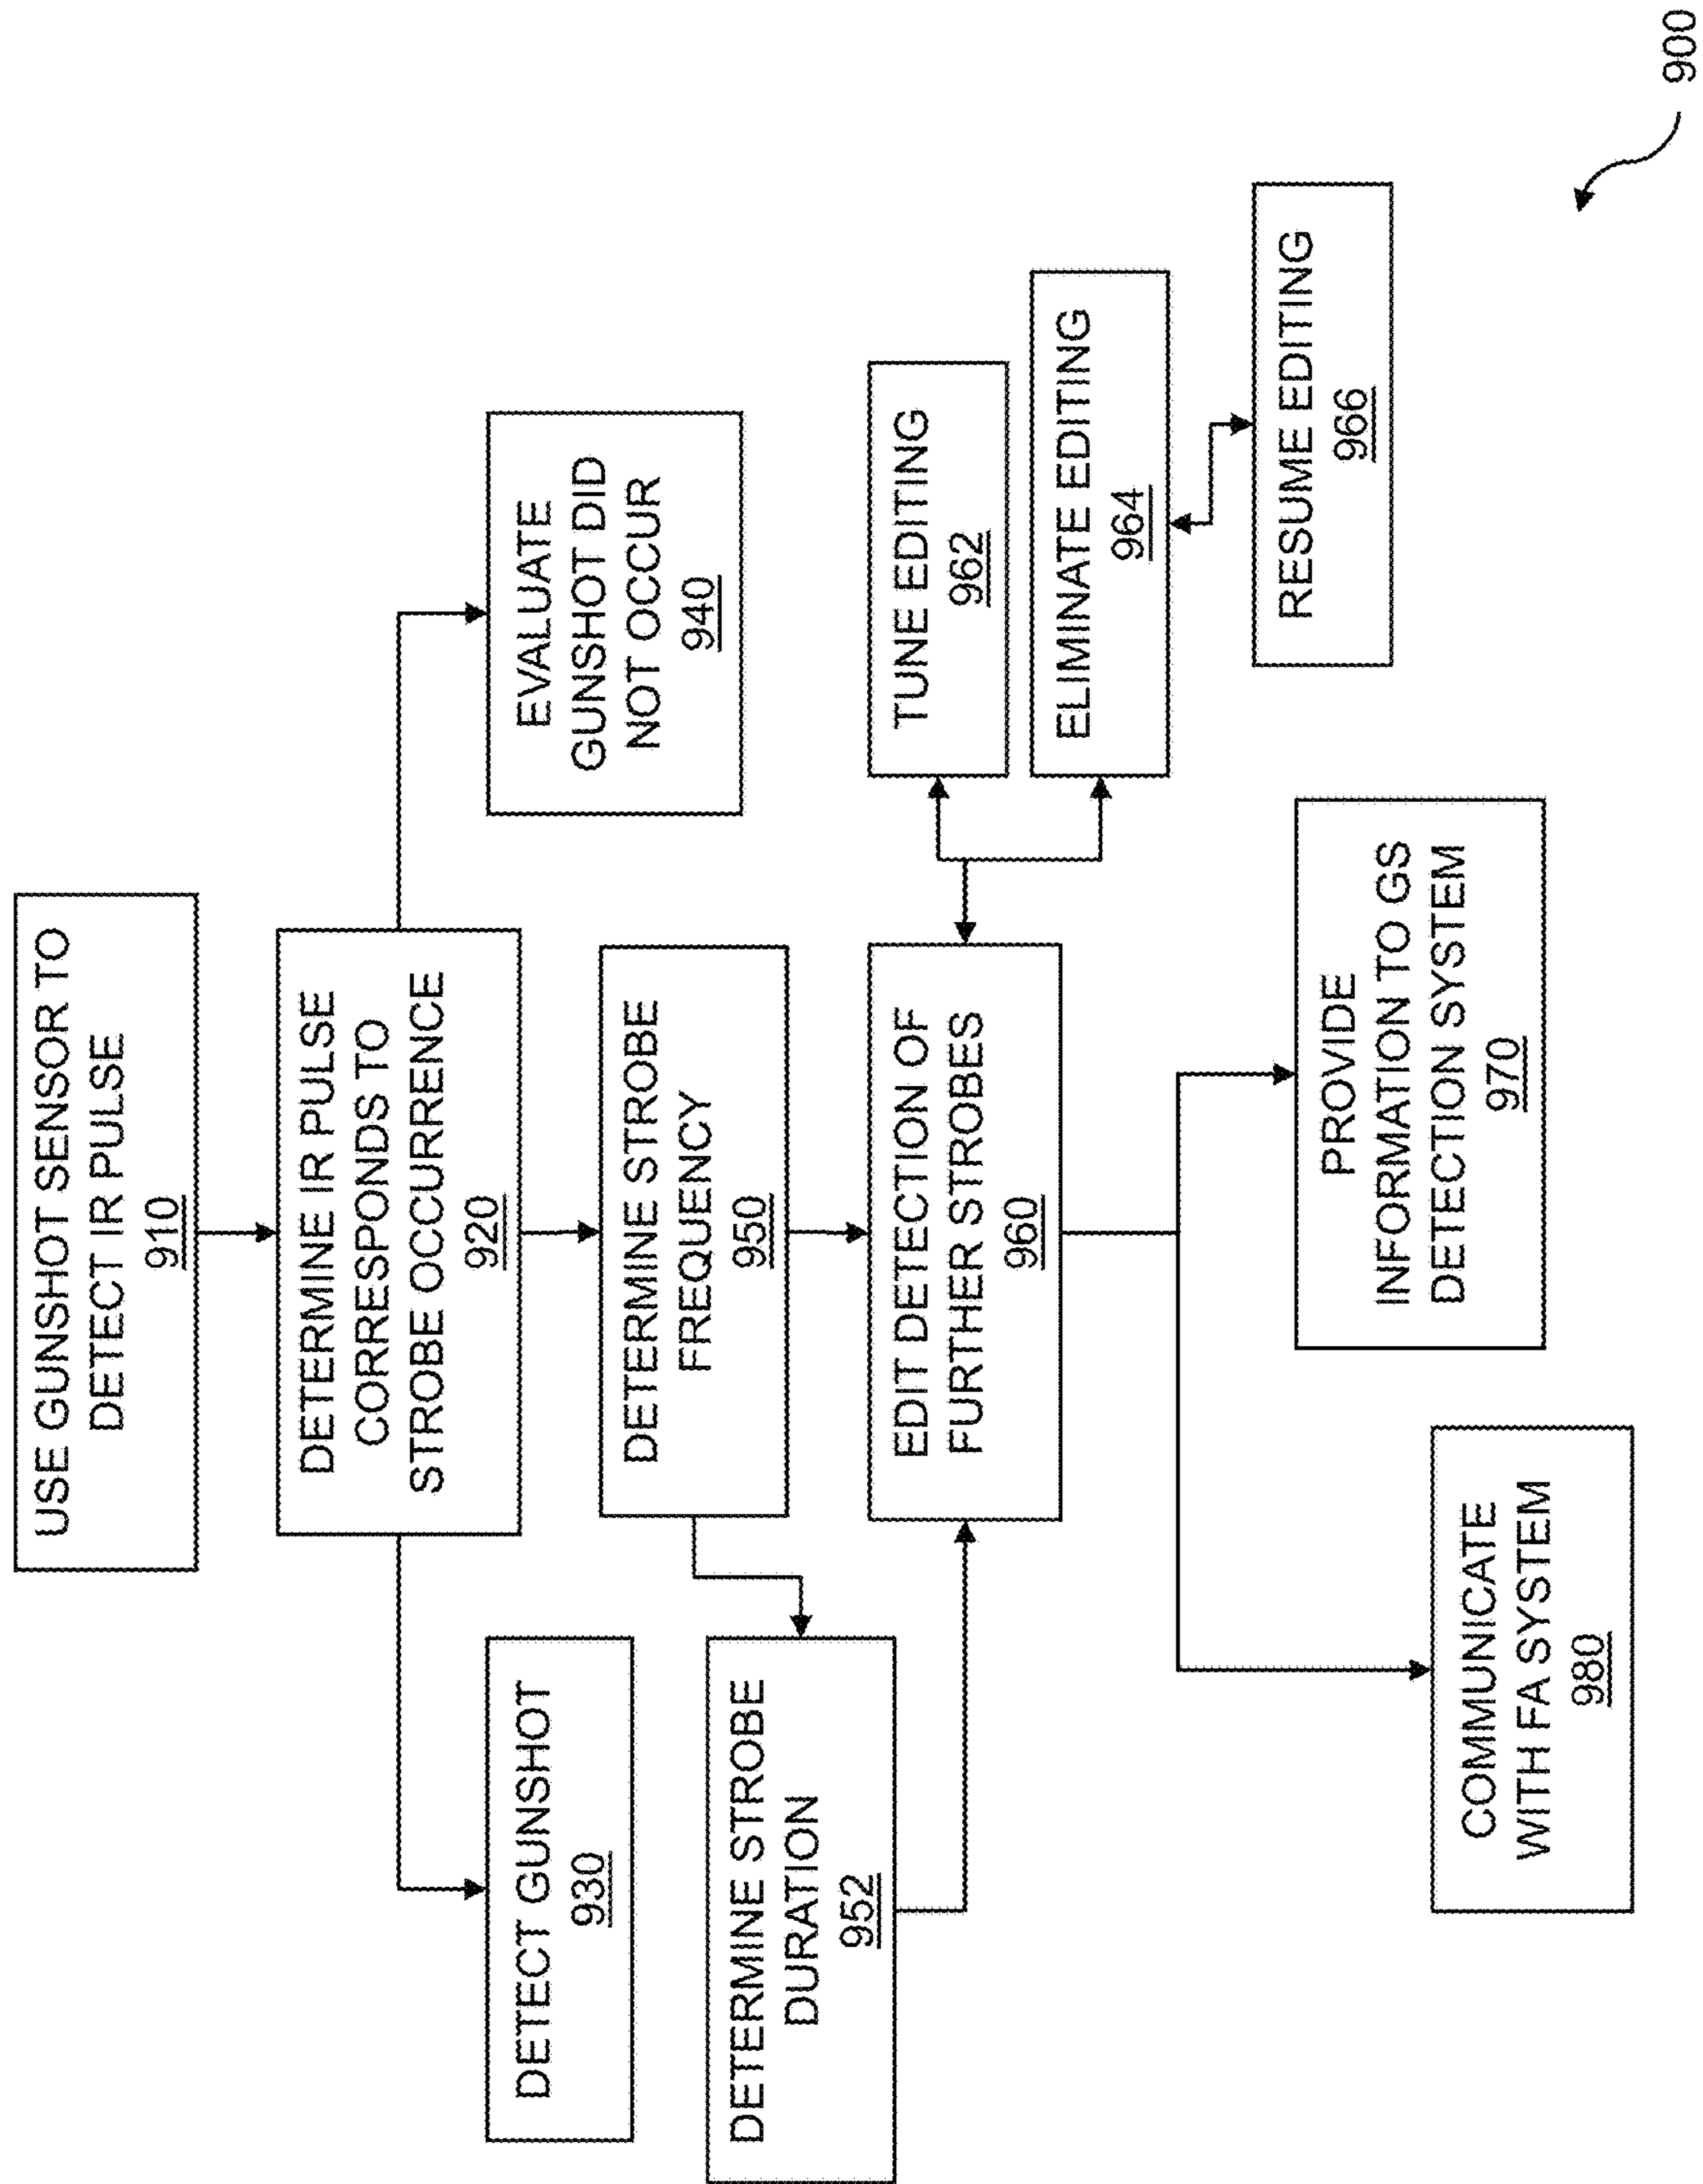 USE GUNSHOT SENSOR TO
DETECT IR PULSE
910
DETERMINE IR PULSE
CORRESPONDS TO
STROBE OCCURRENCE
920
DETECT GUNSHOT
930
EVALUATE
GUNSHOT DID
NOT OCCUR
940
DETERMINE STROBE
FREQUENCY
950
DETERMINE STROBE
DURATION
952
EDIT DETECTION OF
FURTHER STROBES
960
TUNE EDITING
962
ELIMINATE EDITING
964
RESUME EDITING
966
PROVIDE
INFORMATION TO GS
DETECTION SYSTEM
970
COMMUNICATE
WITH FA SYSTEM
980
900